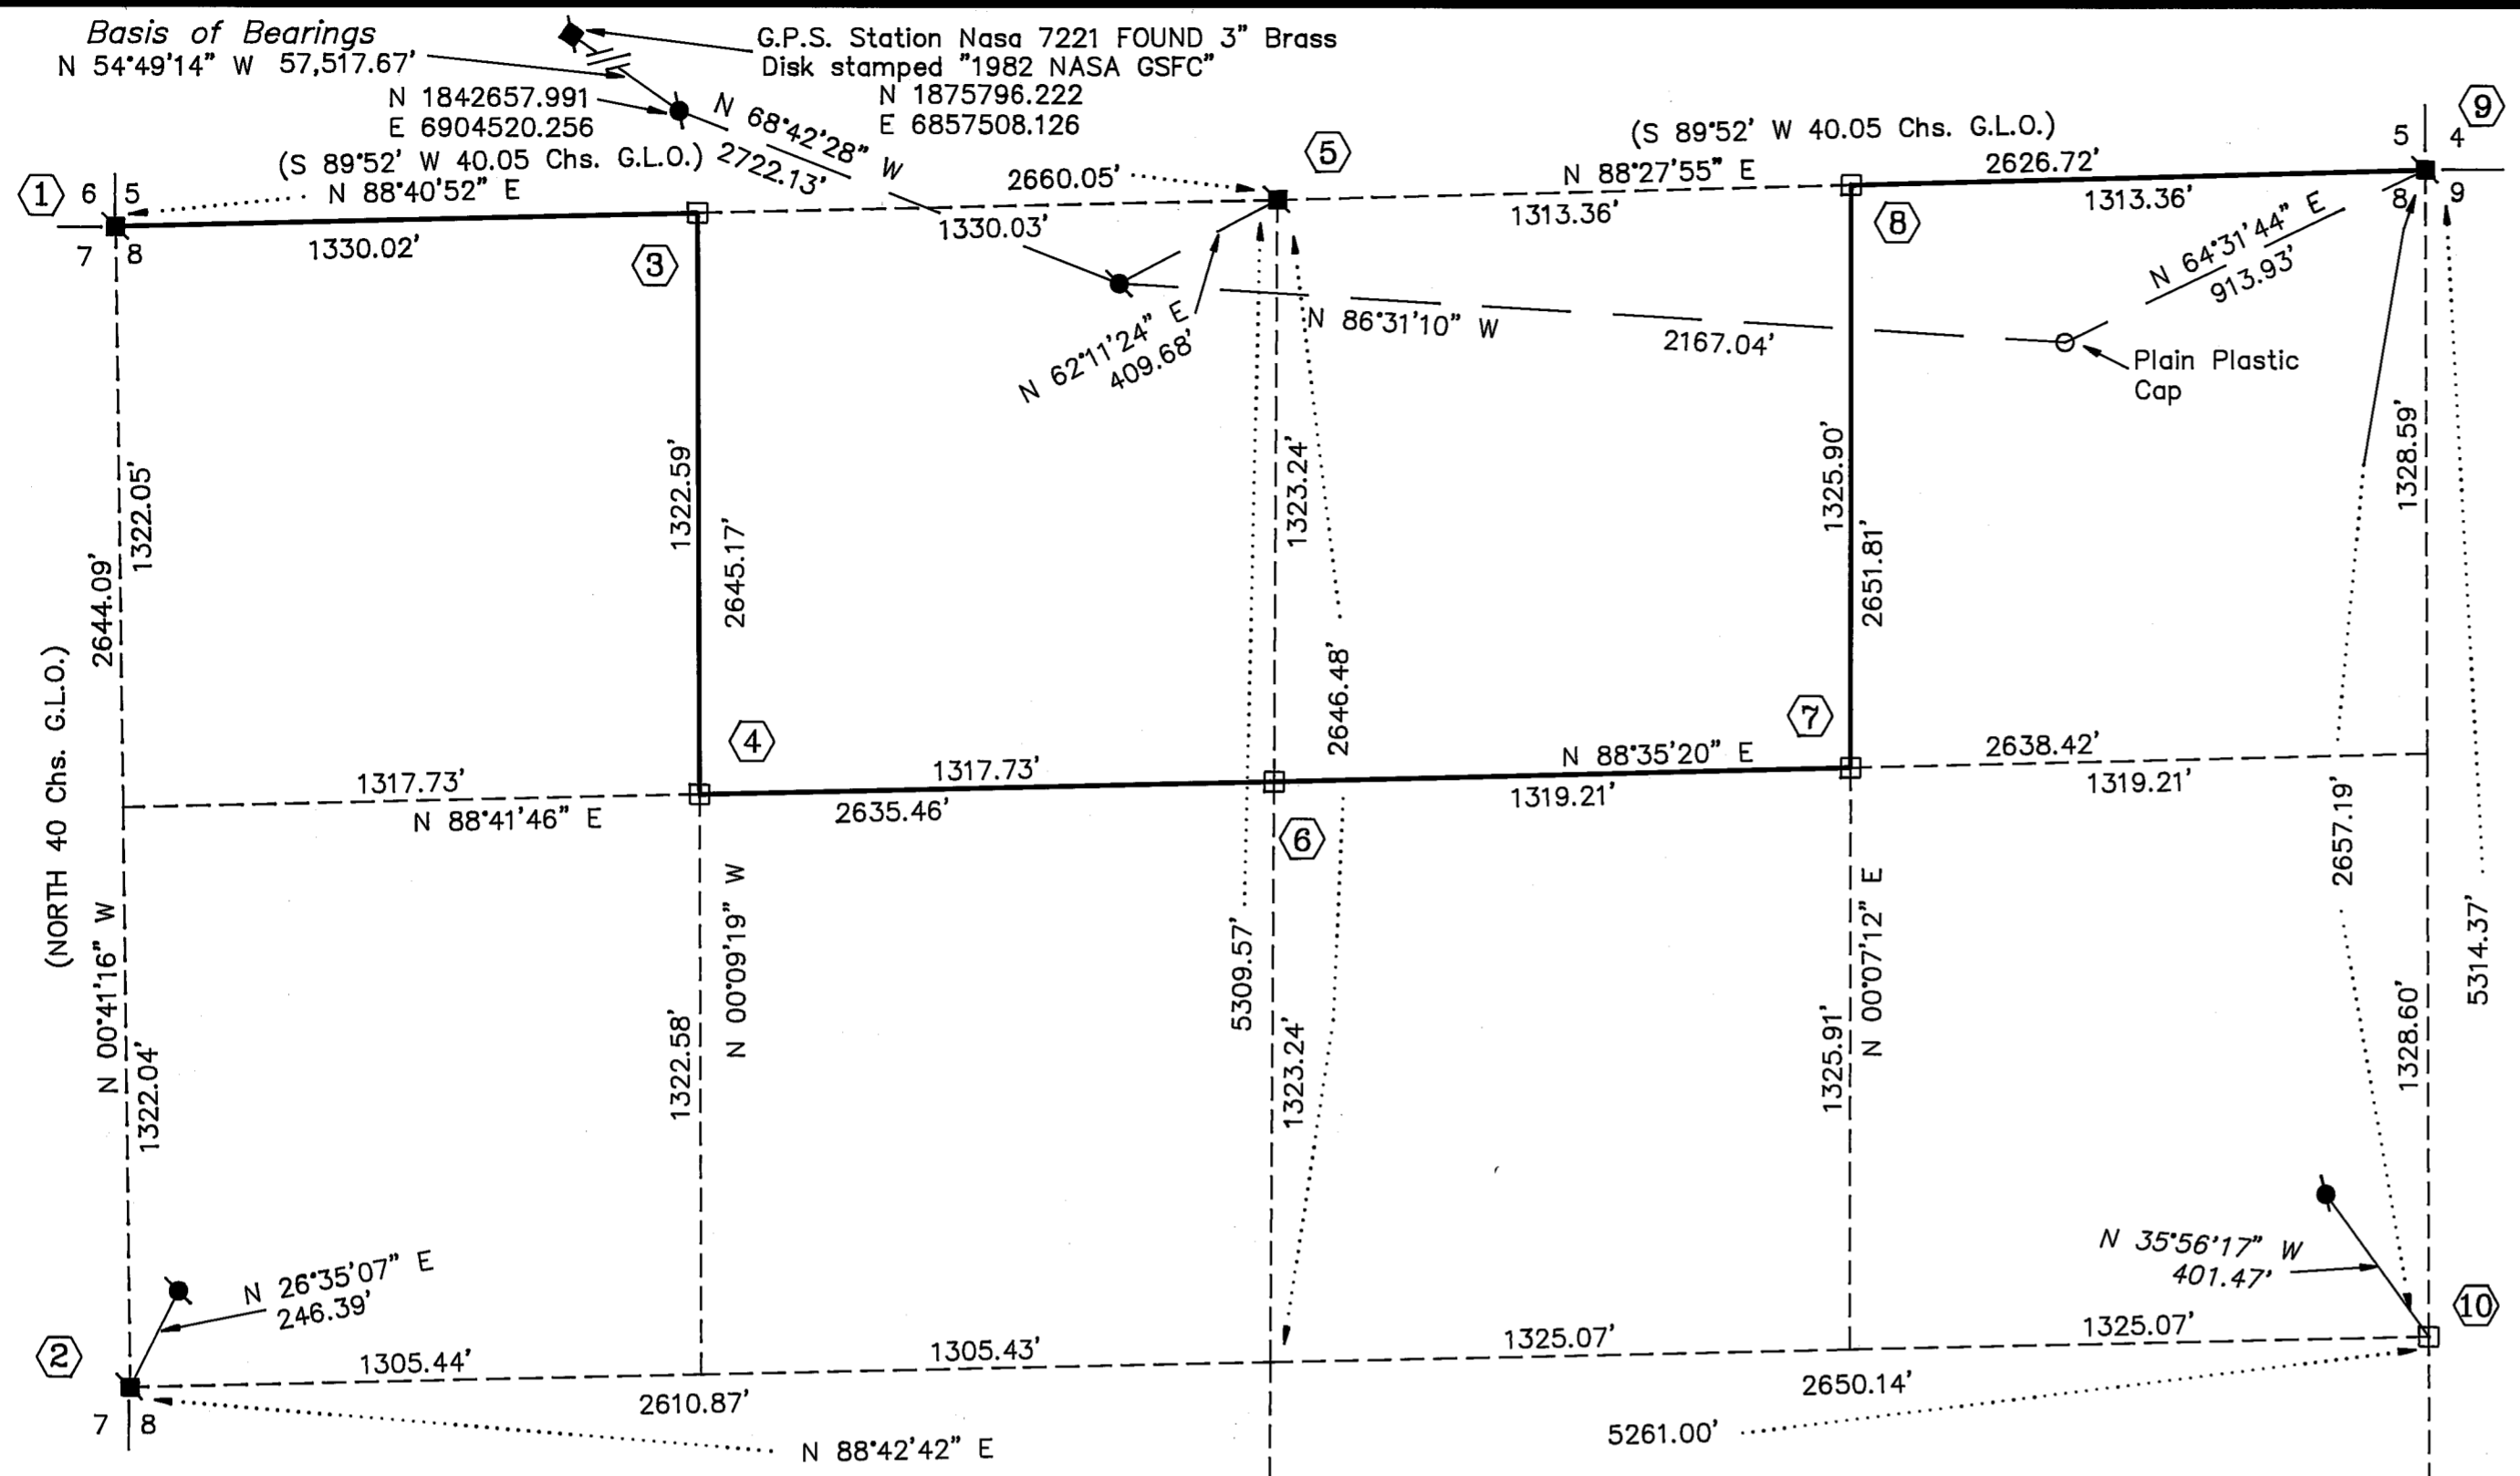 Basis of Bearings
N 54°49'14" W 57,517.67'
G.P.S. Station Nasa 7221 FOUND 3" Brass
Disk stamped "1982 NASA GSFC"
N 1842657.991
E 6904520.256
N 1875796.222
E 6857508.126
N 68°42'28" W
2722.13'
(S 89°52' W 40.05 Chs. G.L.O.)
N 88°40'52" E
1
6 5
7 8
1330.02'
3
2660.05'
1330.03'
5
(S 89°52' W 40.05 Chs. G.L.O.)
N 88°27'55" E
2626.72'
1313.36'
1313.36'
8
5 4
8 9
9
N 64°31'44" E
913.93'
N 62°11'24" E
409.68'
N 86°31'10" W
2167.04'
Plain Plastic
Cap
1322.05'
2644.09'
1322.59'
2645.17'
1323.24'
2646.48'
1325.90'
2651.81'
1328.59'
(NORTH 40 Chs. G.L.O.)
4
7
1317.73'
N 88°41'46" E
1317.73'
2635.46'
6
N 88°35'20" E
1319.21'
2638.42'
1319.21'
2657.19'
5314.37'
N 00°41'16" W
1322.04'
N 00°09'19" W
1322.58'
5309.57'
1323.24'
N 00°07'12" E
1325.91'
1328.60'
N 26°35'07" E
246.39'
N 35°56'17" W
401.47'
2
7 8
10
1305.44'
1305.43'
1325.07'
1325.07'
2610.87'
2650.14'
N 88°42'42" E
5261.00'